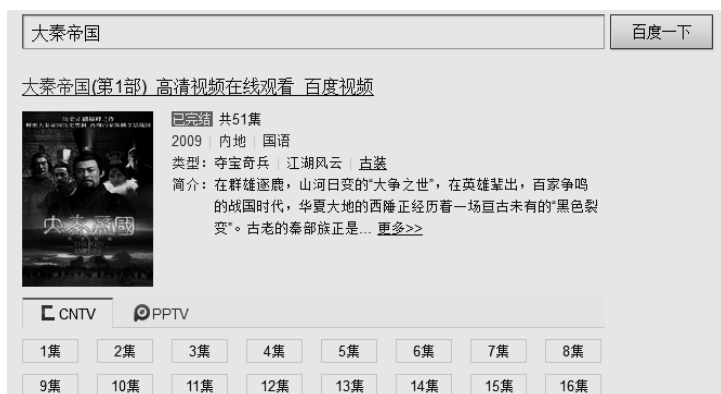 大秦帝国
百度一下
大秦帝国(第1部)_高清视频在线观看_百度视频
已完结 共51集
2009 | 内地 | 国语
类型：夺宝奇兵 | 江湖风云 | 古装
简介：在群雄逐鹿，山河日变的“大争之世”，在英雄辈出，百家争鸣
的战国时代，华夏大地的西陲正经历着一场亘古未有的“黑色裂
变”。古老的秦部族正是... 更多>>
大秦帝國
CNTV PPTV
1集 2集 3集 4集 5集 6集 7集 8集
9集 10集 11集 12集 13集 14集 15集 16集